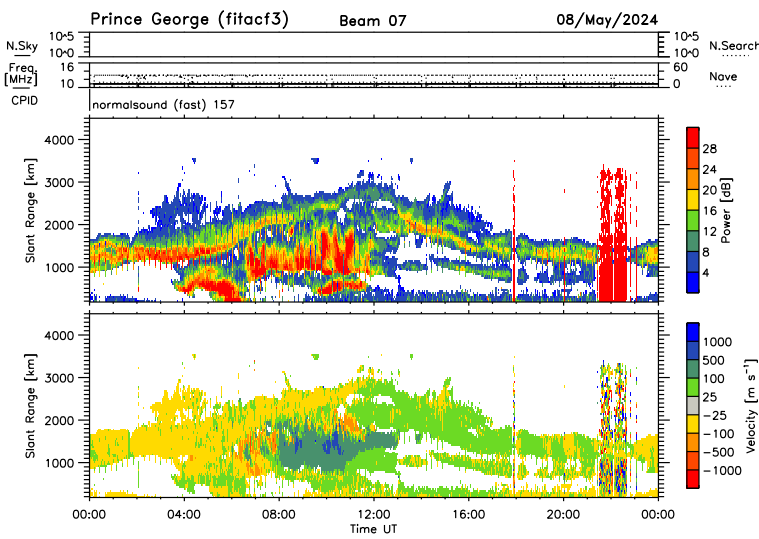 Prince George (fitacf3) Beam 07 08/May/2024
10^5 10^5
N.Sky N.Search
10^0 10^0
16 60
Freq. [MHz] Nave
10 0
CPID normalsound (fast) 157
4000
3000
2000
1000
Slant Range [km]
28
24
20
16
12
8
4
Power [dB]
4000
3000
2000
1000
Slant Range [km]
1000
500
100
25
−25
−100
−500
−1000
Velocity [m s⁻¹]
00:00 04:00 08:00 12:00 16:00 20:00 00:00
Time UT